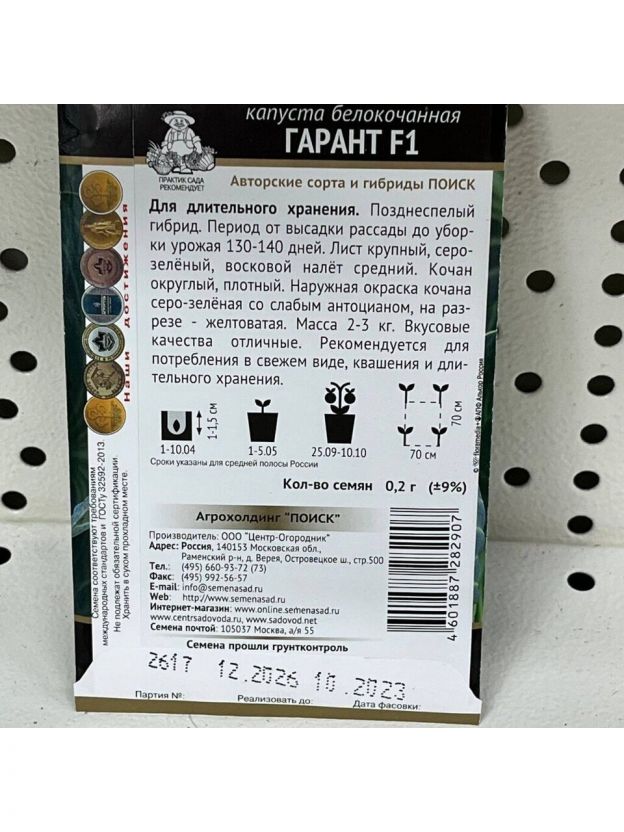 капуста белокочанная
ГАРАНТ F1
ПРАКТИК САДА
РЕКОМЕНДУЕТ
Авторские сорта и гибриды ПОИСК
Наши достижения
Для длительного хранения. Позднеспелый
гибрид. Период от высадки рассады до убор-
ки урожая 130-140 дней. Лист крупный, серо-
зелёный, восковой налёт средний. Кочан
округлый, плотный. Наружная окраска кочана
серо-зелёная со слабым антоцианом, на раз-
резе - желтоватая. Масса 2-3 кг. Вкусовые
качества отличные. Рекомендуется для
потребления в свежем виде, квашения и дли-
тельного хранения.
1-1,5 см
70 см
1-10.04
1-5.05
25.09-10.10
70 см
Сроки указаны для средней полосы России
Кол-во семян 0,2 г (±9%)
Агрохолдинг "ПОИСК"
Производитель: ООО "Центр-Огородник"
Адрес: Россия, 140153 Московская обл.,
Раменский р-н, д. Верея, Островецкое ш., стр.500
Тел.: (495) 660-93-72 (73)
Факс: (495) 992-56-57
E-mail: info@semenasad.ru
Web: http://www.semenasad.ru
Интернет-магазин: www.online.semenasad.ru
www.centrsadovoda.ru, www.sadovod.net
Семена почтой: 105037 Москва, а/я 55
4601887282907
Семена соответствуют требованиям
международных стандартов и ГОСТу 32592-2013.
Не подлежат обязательной сертификации.
Хранить в сухом прохладном месте.
Семена прошли грунтконтроль
2617 12.2026 10.2023
Партия №: Реализовать до: Дата фасовки: